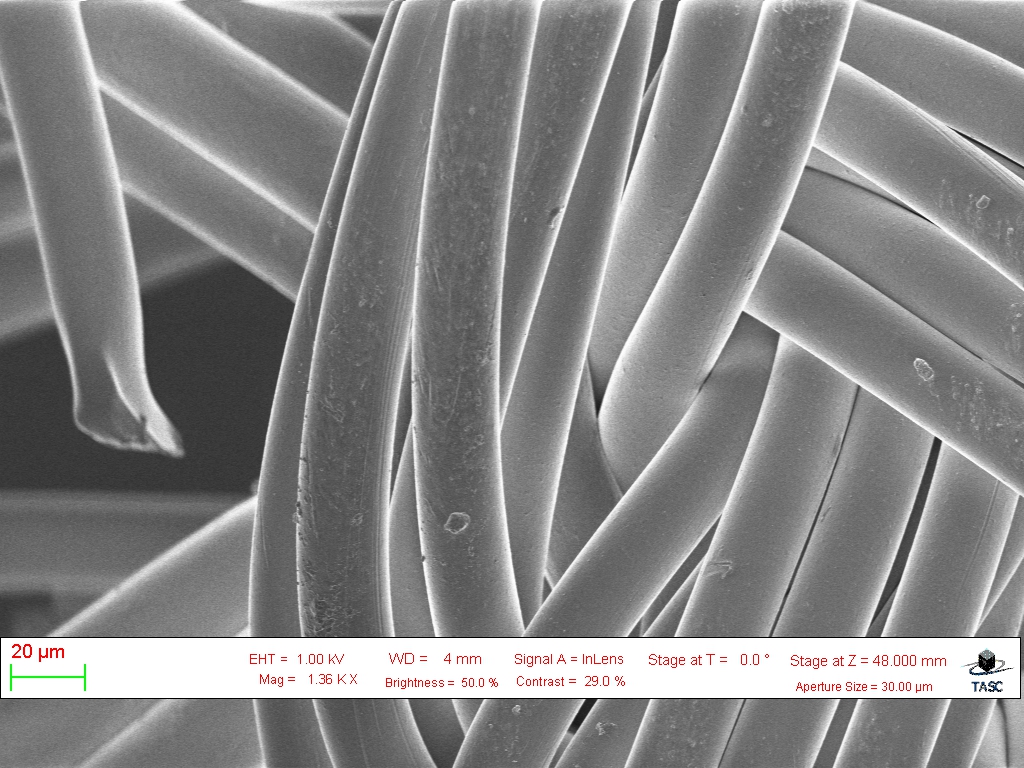 20 µm
EHT = 1.00 kV WD = 4 mm Signal A = InLens Stage at T = 0.0 ° Stage at Z = 48.000 mm
Mag = 1.36 K X Brightness = 50.0 % Contrast = 29.0 % Aperture Size = 30.00 µm
TASC